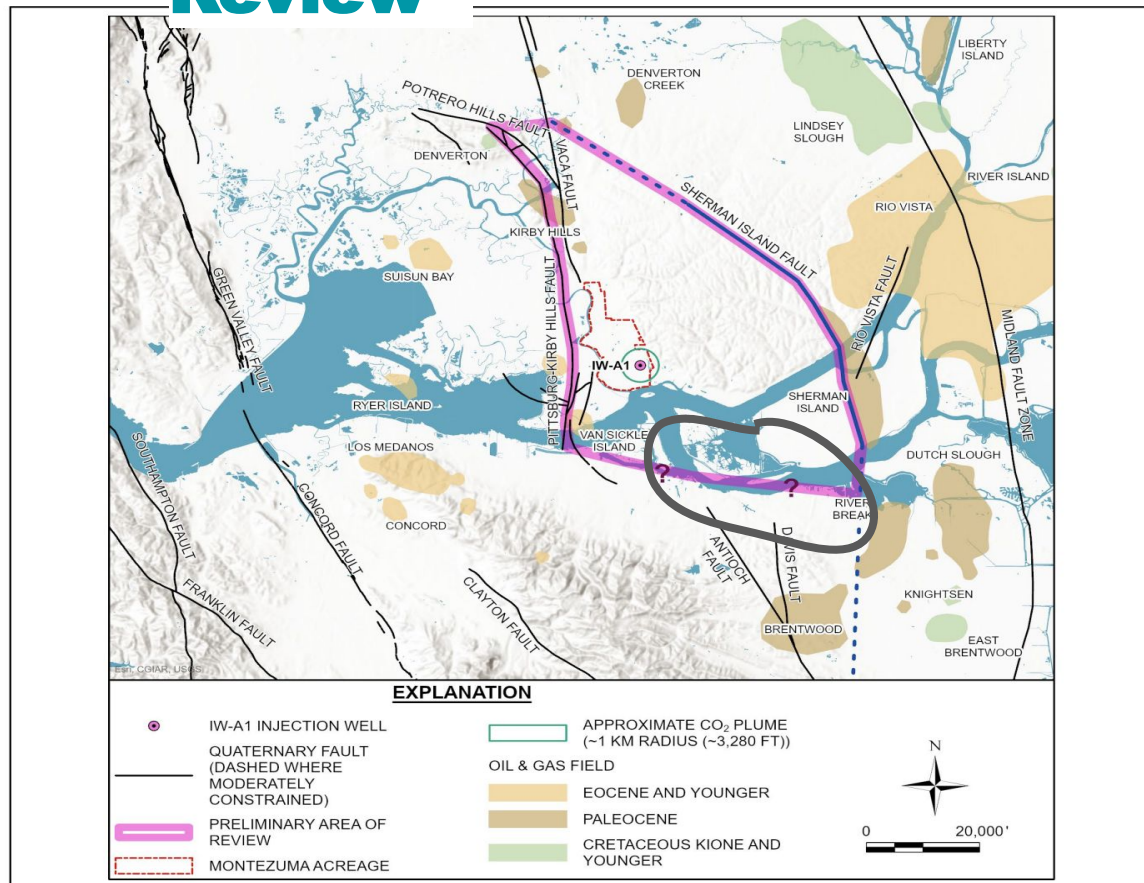 Review
LIBERTY
ISLAND
DENVERTON
CREEK
POTRERO HILLS FAULT
LINDSEY
SLOUGH
DENVERTON
VACA FAULT
RIVER ISLAND
SHERMAN ISLAND FAULT
RIO VISTA
KIRBY HILLS
SUISUN BAY
GREEN VALLEY FAULT
PITTSBURG-KIRBY HILLS FAULT
RIO VISTA FAULT
MIDLAND FAULT ZONE
IW-A1
RYER ISLAND
SHERMAN
ISLAND
VAN SICKLE
ISLAND
LOS MEDANOS
DUTCH SLOUGH
SOUTHAMPTON FAULT
?
?
RIVER
BREAK
CONCORD FAULT
CONCORD
ANTIOCH
FAULT
DAVIS FAULT
CLAYTON FAULT
FRANKLIN FAULT
KNIGHTSEN
BRENTWOOD
EAST
BRENTWOOD
Esri, CGIAR, USGS
EXPLANATION
IW-A1 INJECTION WELL
QUATERNARY FAULT
(DASHED WHERE
MODERATELY
CONSTRAINED)
PRELIMINARY AREA OF
REVIEW
MONTEZUMA ACREAGE
APPROXIMATE CO₂ PLUME
(~1 KM RADIUS (~3,280 FT))
OIL & GAS FIELD
EOCENE AND YOUNGER
PALEOCENE
CRETACEOUS KIONE AND
YOUNGER
N
0 20,000'